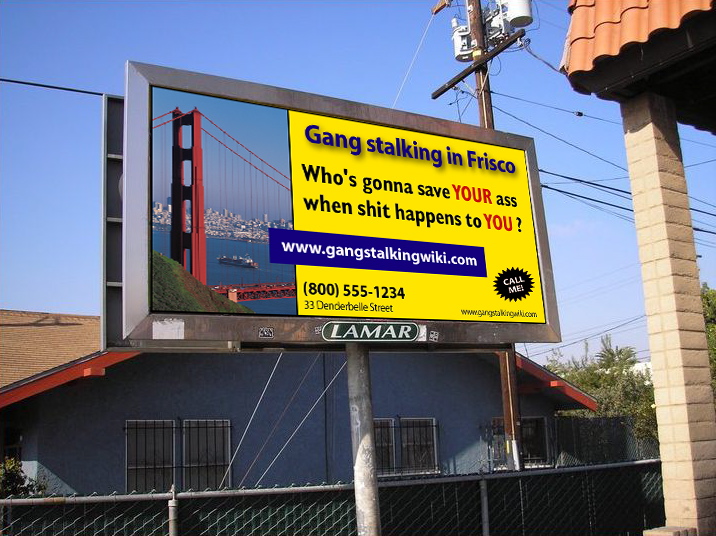 Gang stalking in Frisco
Who's gonna save YOUR ass
when shit happens to YOU ?
www.gangstalkingwiki.com
(800) 555-1234
33 Denderbelle Street
CALL
ME!
www.gangstalkingwiki.com
LAMAR